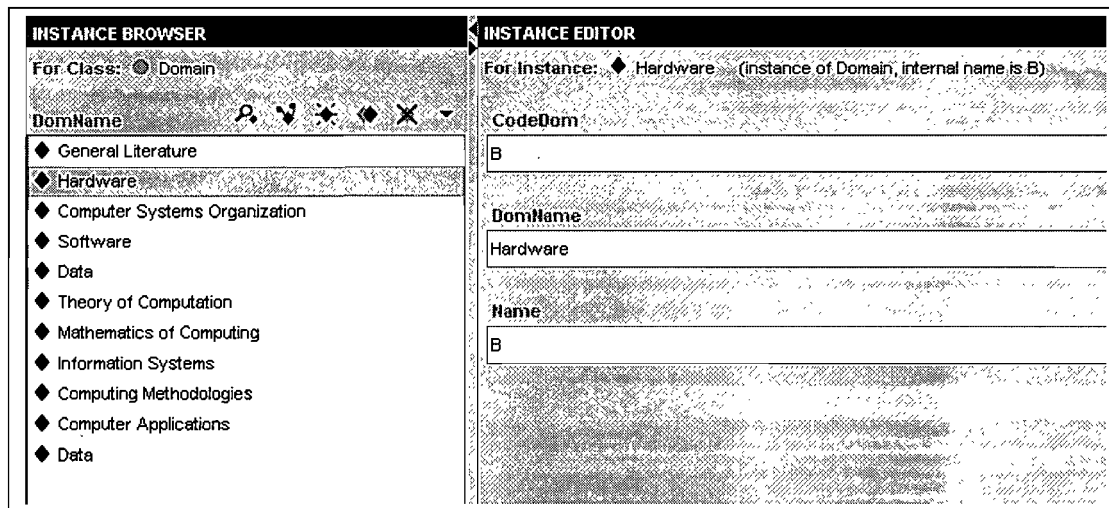 INSTANCE BROWSER
For Class: Domain
DomName
General Literature
Hardware
Computer Systems Organization
Software
Data
Theory of Computation
Mathematics of Computing
Information Systems
Computing Methodologies
Computer Applications
Data
INSTANCE EDITOR
For Instance: Hardware (instance of Domain, internal name is B)
CodeDom
B
DomName
Hardware
Name
B